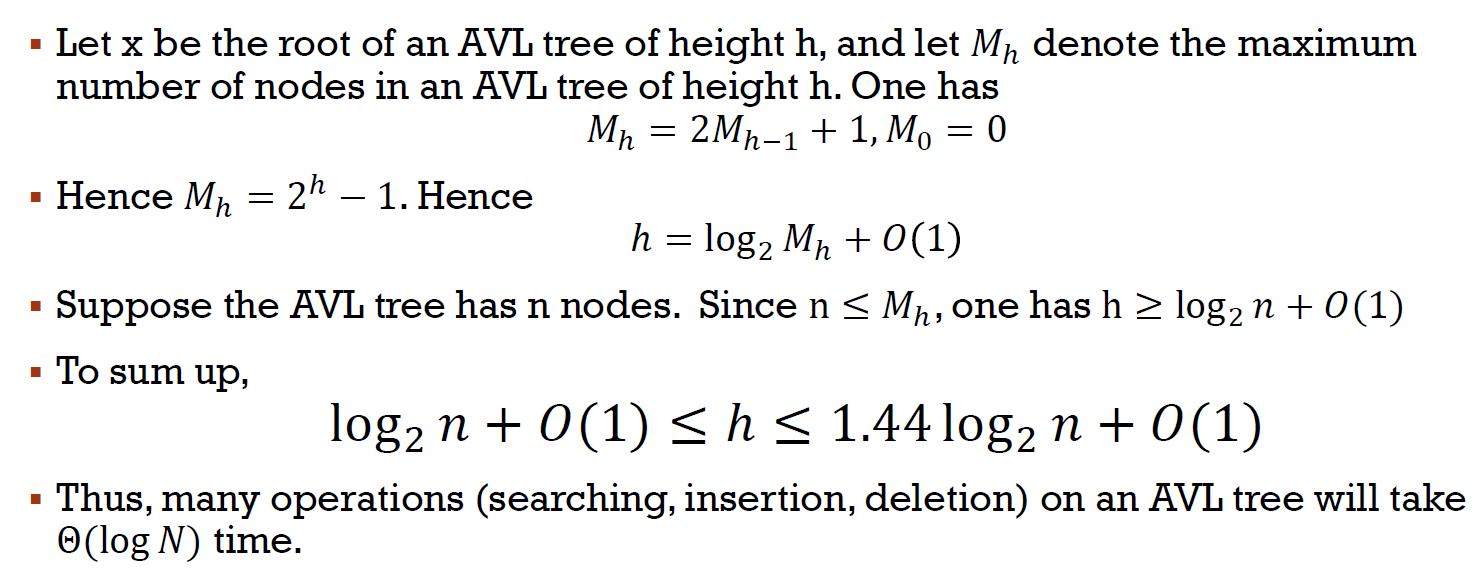 ▪ Let x be the root of an AVL tree of height h, and let $M_h$ denote the maximum
number of nodes in an AVL tree of height h. One has
$M_h = 2M_{h-1} + 1, M_0 = 0$
▪ Hence $M_h = 2^h - 1$. Hence
$h = \log_2 M_h + O(1)$
▪ Suppose the AVL tree has n nodes. Since $n \leq M_h$, one has $h \geq \log_2 n + O(1)$
▪ To sum up,
$\log_2 n + O(1) \leq h \leq 1.44 \log_2 n + O(1)$
▪ Thus, many operations (searching, insertion, deletion) on an AVL tree will take
$\Theta(\log N)$ time.